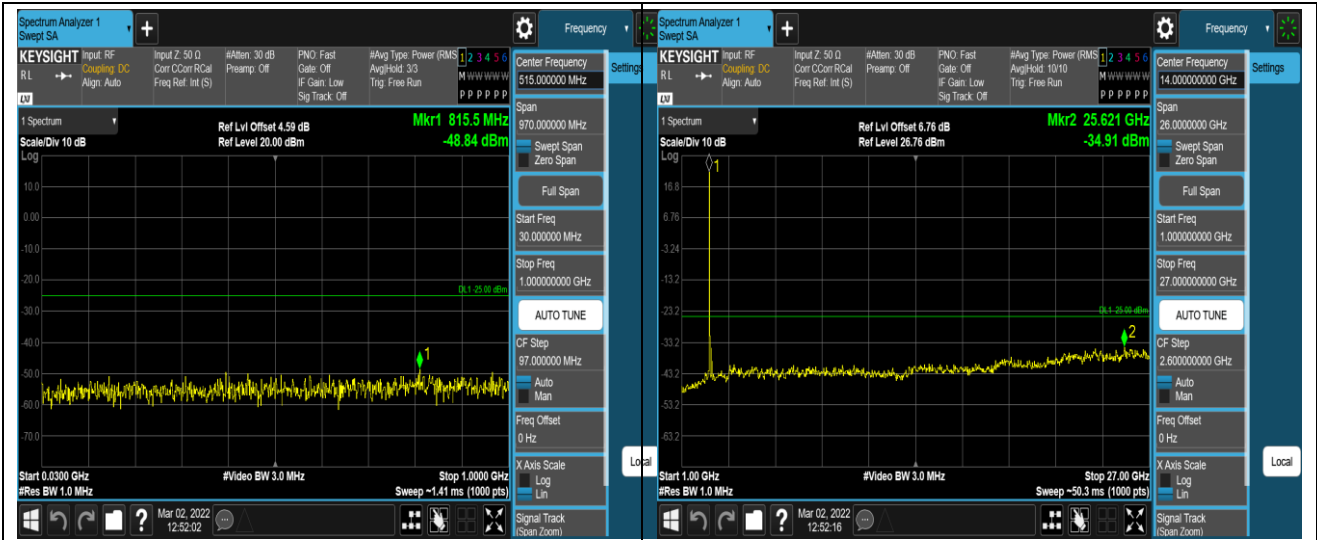 Spectrum Analyzer 1
Swept SA
+
Frequency
KEYSIGHT
Input: RF
Coupling: DC
Align: Auto
Input Z: 50 Ω
Corr CCorr RCal
Freq Ref: Int (S)
#Atten: 30 dB
Preamp: Off
PNO: Fast
Gate: Off
IF Gain: Low
Sig Track: Off
#Avg Type: Power (RMS
Avg|Hold: 3/3
Trig: Free Run
1 2 3 4 5 6
M W W W W W
P P P P P P
R L
LXI
Center Frequency
515.000000 MHz
Settings
1 Spectrum
Scale/Div 10 dB
Log
Ref Lvl Offset 4.59 dB
Ref Level 20.00 dBm
Mkr1 815.5 MHz
-48.84 dBm
Span
970.000000 MHz
Swept Span
Zero Span
Full Span
Start Freq
30.000000 MHz
Stop Freq
1.000000000 GHz
AUTO TUNE
CF Step
97.000000 MHz
Auto
Man
Freq Offset
0 Hz
X Axis Scale
Log
Lin
Local
Signal Track
(Span Zoom)
10.0
0.00
-10.0
-20.0
-30.0
-40.0
-50.0
-60.0
-70.0
DL1 -25.00 dBm
1
Start 0.0300 GHz
#Res BW 1.0 MHz
#Video BW 3.0 MHz
Stop 1.0000 GHz
Sweep ~1.41 ms (1000 pts)
?
Mar 02, 2022
12:52:02
Spectrum Analyzer 1
Swept SA
+
Frequency
KEYSIGHT
Input: RF
Coupling: DC
Align: Auto
Input Z: 50 Ω
Corr CCorr RCal
Freq Ref: Int (S)
#Atten: 30 dB
Preamp: Off
PNO: Fast
Gate: Off
IF Gain: Low
Sig Track: Off
#Avg Type: Power (RMS
Avg|Hold: 10/10
Trig: Free Run
1 2 3 4 5 6
M W W W W W
P P P P P P
R L
LXI
Center Frequency
14.000000000 GHz
Settings
1 Spectrum
Scale/Div 10 dB
Log
Ref Lvl Offset 6.76 dB
Ref Level 26.76 dBm
Mkr2 25.621 GHz
-34.91 dBm
Span
26.0000000 GHz
Swept Span
Zero Span
Full Span
Start Freq
1.000000000 GHz
Stop Freq
27.000000000 GHz
AUTO TUNE
CF Step
2.600000000 GHz
Auto
Man
Freq Offset
0 Hz
X Axis Scale
Log
Lin
Local
Signal Track
(Span Zoom)
1
16.8
6.76
-3.24
-13.2
-23.2
-33.2
-43.2
-53.2
-63.2
DL1 -25.00 dBm
2
Start 1.00 GHz
#Res BW 1.0 MHz
#Video BW 3.0 MHz
Stop 27.00 GHz
Sweep ~50.3 ms (1000 pts)
?
Mar 02, 2022
12:52:16